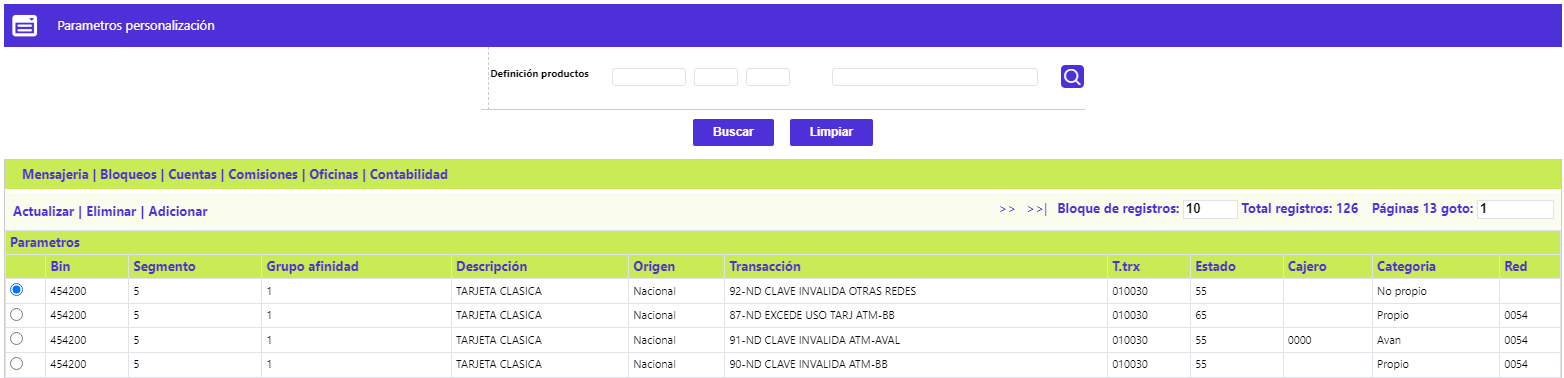 Parametros personalización
Definición productos
Buscar Limpiar
Mensajeria | Bloqueos | Cuentas | Comisiones | Oficinas | Contabilidad
Actualizar | Eliminar | Adicionar >> >>| Bloque de registros: 10 Total registros: 126 Páginas 13 goto: 1
Parametros
Bin Segmento Grupo afinidad Descripción Origen Transacción T.trx Estado Cajero Categoria Red
454200 5 1 TARJETA CLASICA Nacional 92-ND CLAVE INVALIDA OTRAS REDES 010030 55 No propio
454200 5 1 TARJETA CLASICA Nacional 87-ND EXCEDE USO TARJ ATM-BB 010030 65 Propio 0054
454200 5 1 TARJETA CLASICA Nacional 91-ND CLAVE INVALIDA ATM-AVAL 010030 55 0000 Avan 0054
454200 5 1 TARJETA CLASICA Nacional 90-ND CLAVE INVALIDA ATM-BB 010030 55 Propio 0054